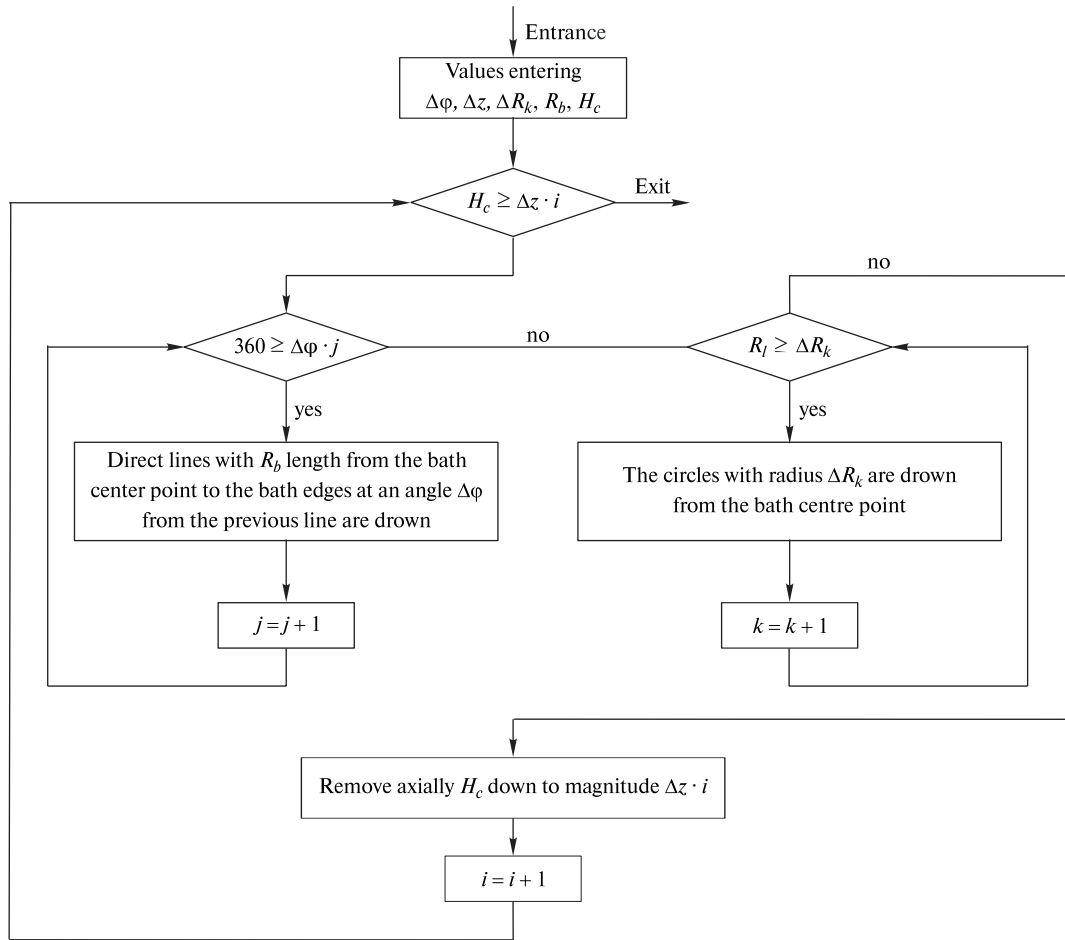 Entrance
Values entering
Δφ, Δz, ΔR_k, R_b, H_c
H_c ≥ Δz · i
Exit
no
360 ≥ Δφ · j
no
R_l ≥ ΔR_k
yes
yes
Direct lines with R_b length from the bath
center point to the bath edges at an angle Δφ
from the previous line are drown
The circles with radius ΔR_k are drown
from the bath centre point
j = j + 1
k = k + 1
Remove axially H_c down to magnitude Δz · i
i = i + 1